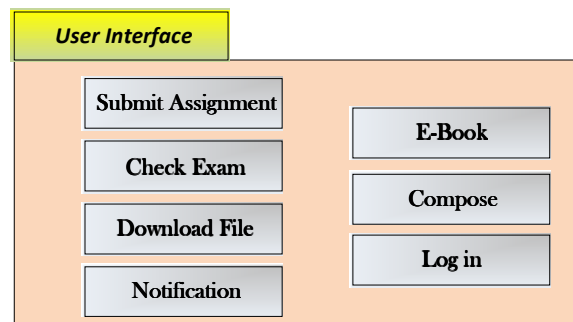 User Interface
Submit Assignment
Check Exam
Download File
Notification
E-Book
Compose
Log in